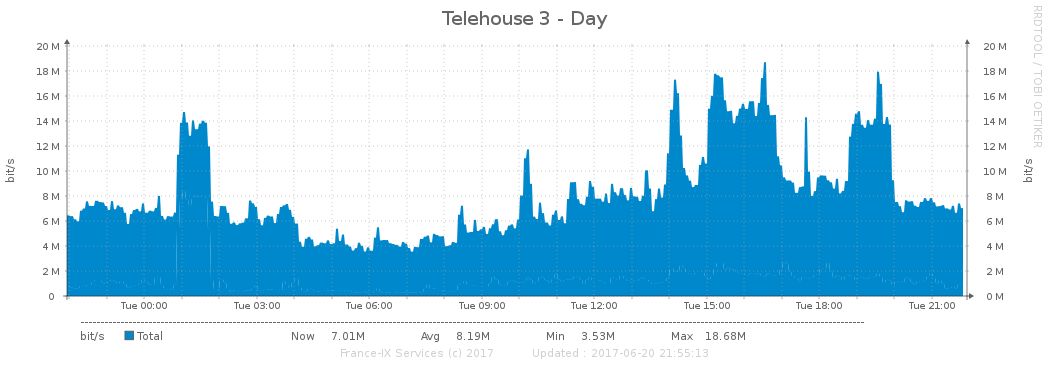 Telehouse 3 - Day
RRDTOOL / TOBI OETIKER
bit/s
bit/s
20 M 20 M
18 M 18 M
16 M 16 M
14 M 14 M
12 M 12 M
10 M 10 M
8 M 8 M
6 M 6 M
4 M 4 M
2 M 2 M
0 0 M
Tue 00:00 Tue 03:00 Tue 06:00 Tue 09:00 Tue 12:00 Tue 15:00 Tue 18:00 Tue 21:00
bit/s Total Now 7.01M Avg 8.19M Min 3.53M Max 18.68M
France-IX Services (c) 2017 Updated : 2017-06-20 21:55:13